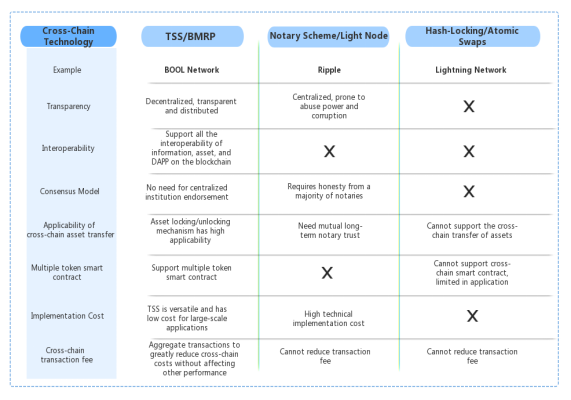 Cross-Chain
Technology
TSS/BMRP
Notary Scheme/Light Node
Hash-Locking/Atomic
Swaps
Example
BOOL Network
Ripple
Lightning Network
Transparency
Decentralized, transparent
and distributed
Centralized, prone to
abuse power and
corruption
X
Interoperability
Support all the
interoperability of
information, asset, and
DAPP on the blockchain
X
X
Consensus Model
No need for centralized
institution endorsement
Requires honesty from a
majority of notaries
X
Applicability of
cross-chain asset transfer
Asset locking/unlocking
mechanism has high
applicability
Need mutual long-
term notary trust
Cannot support the cross-
chain transfer of assets
Multiple token smart
contract
Support multiple token
smart contract
X
Cannot support cross-
chain smart contract,
limited in application
Implementation Cost
TSS is versatile and has
low cost for large-scale
applications
High technical
implementation cost
X
Cross-chain
transaction fee
Aggregate transactions to
greatly reduce cross-chain
costs without affecting
other performance
Cannot reduce transaction
fee
Cannot reduce transaction
fee